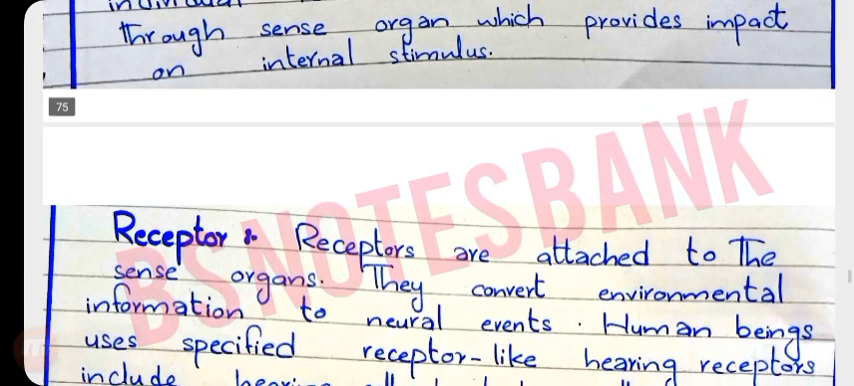 individual
through sense organ which provides impact
on internal stimulus.
75
BSNOTESBANK
Receptor :- Receptors are attached to The
sense organs. They convert environmental
information to neural events. Human beings
uses specified receptor-like hearing receptors
include